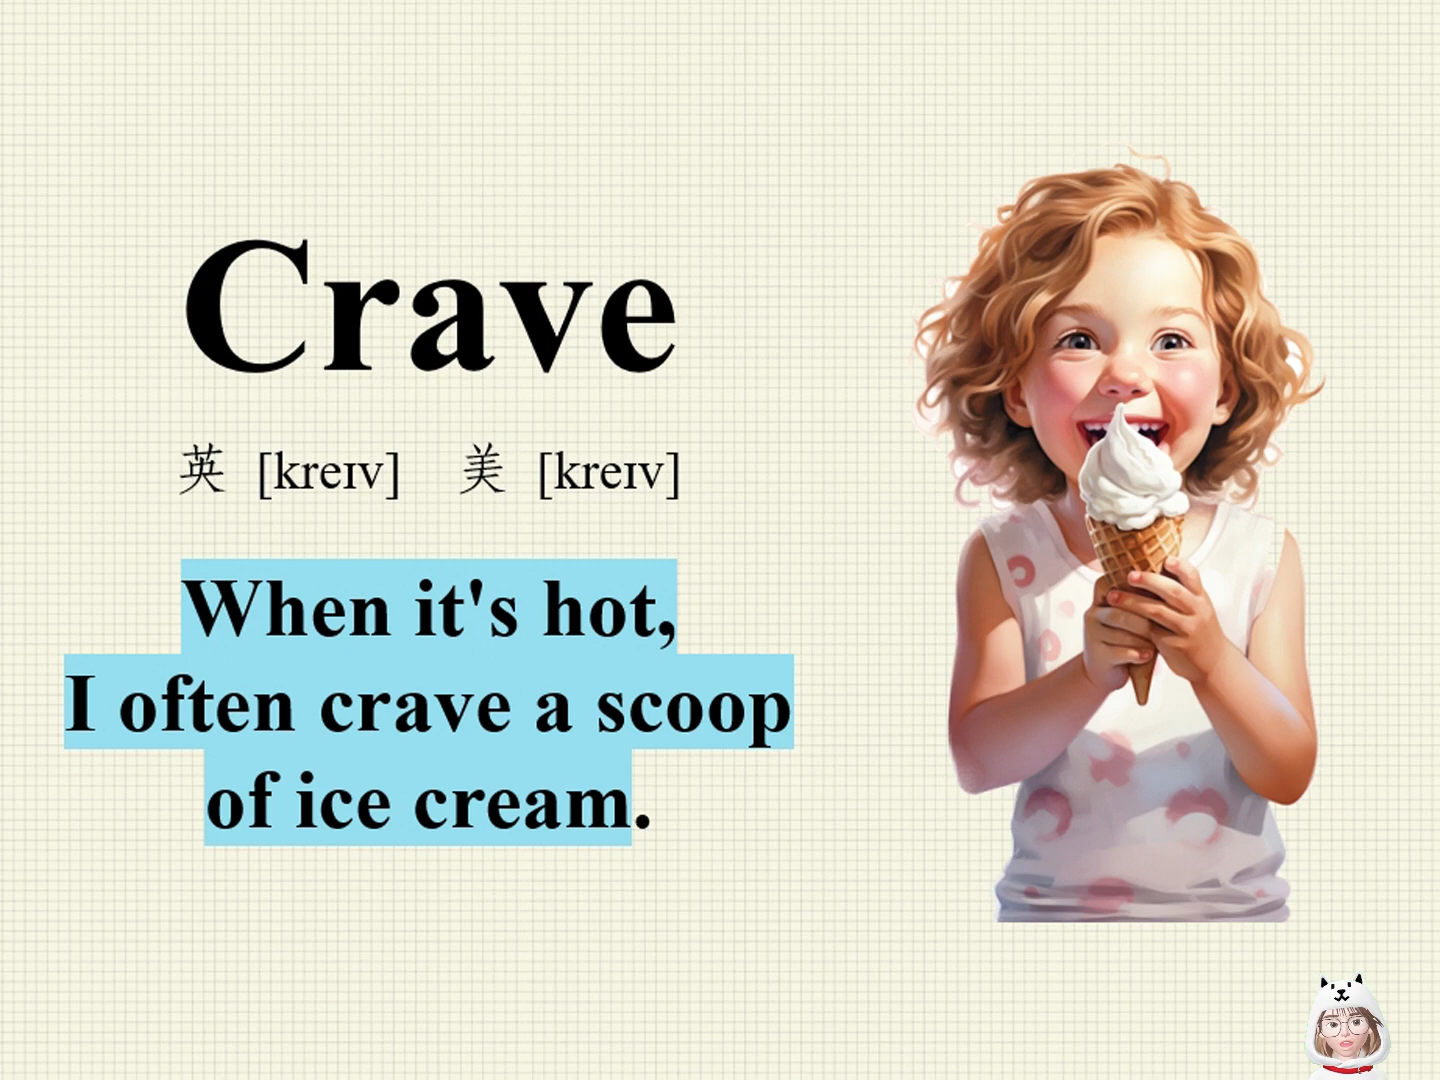 Crave
英 [kreɪv] 美 [kreɪv]
When it's hot,
I often crave a scoop
of ice cream.